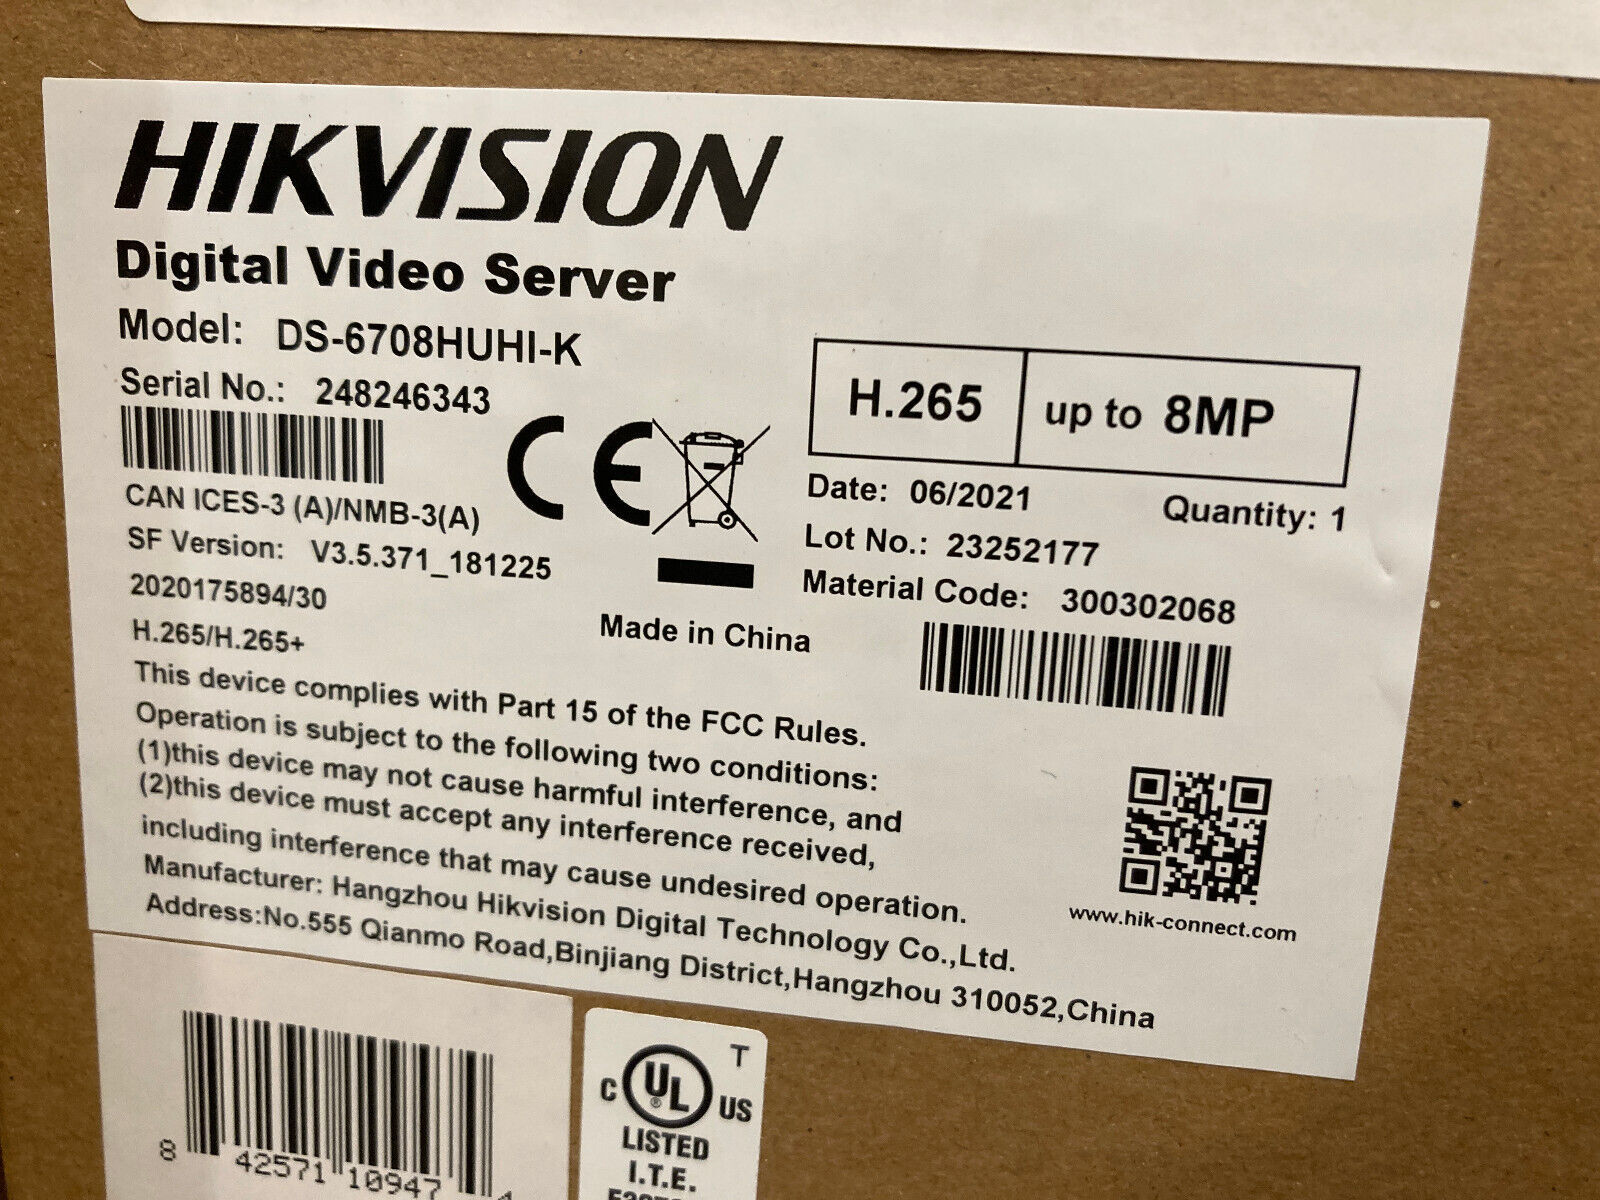 HIKVISION
Digital Video Server
Model: DS-6708HUHI-K
Serial No.: 248246343
CAN ICES-3 (A)/NMB-3(A)
SF Version: V3.5.371_181225
2020175894/30
H.265/H.265+
CE
Made in China
H.265 up to 8MP
Date: 06/2021 Quantity: 1
Lot No.: 23252177
Material Code: 300302068
This device complies with Part 15 of the FCC Rules.
Operation is subject to the following two conditions:
(1)this device may not cause harmful interference, and
(2)this device must accept any interference received,
including interference that may cause undesired operation.
Manufacturer: Hangzhou Hikvision Digital Technology Co.,Ltd.
Address:No.555 Qianmo Road,Binjiang District,Hangzhou 310052,China
www.hik-connect.com
8 42571 10947
T
C UL ® US
LISTED
I.T.E.